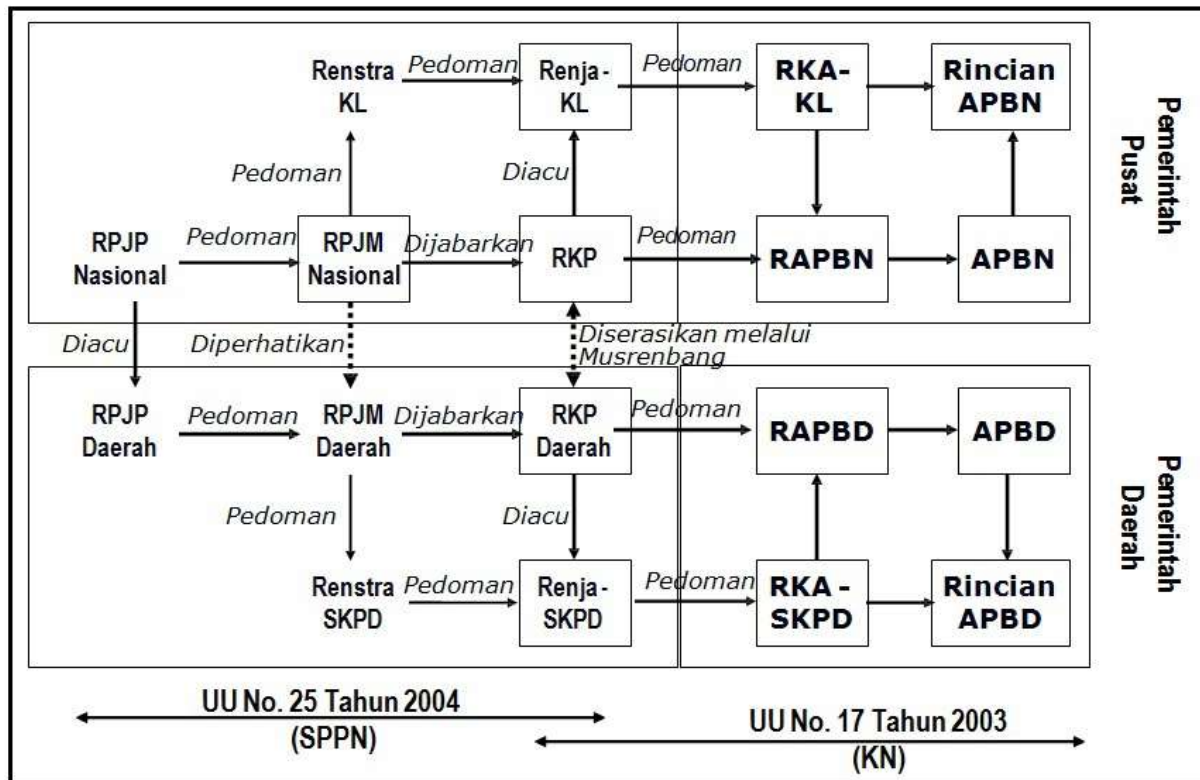 Renstra
KL
Pedoman
Renja -
KL
Pedoman
RKA-
KL
Rincian
APBN
Pemerintah
Pusat
Pedoman
Diacu
RPJP
Nasional
Pedoman
RPJM
Nasional
Dijabarkan
RKP
Pedoman
RAPBN
APBN
Diacu
Diperhatikan
Diserasikan melalui
Musrenbang
RPJP
Daerah
Pedoman
RPJM
Daerah
Dijabarkan
RKP
Daerah
Pedoman
RAPBD
APBD
Pemerintah
Daerah
Pedoman
Diacu
Renstra
SKPD
Pedoman
Renja -
SKPD
Pedoman
RKA -
SKPD
Rincian
APBD
UU No. 25 Tahun 2004
(SPPN)
UU No. 17 Tahun 2003
(KN)